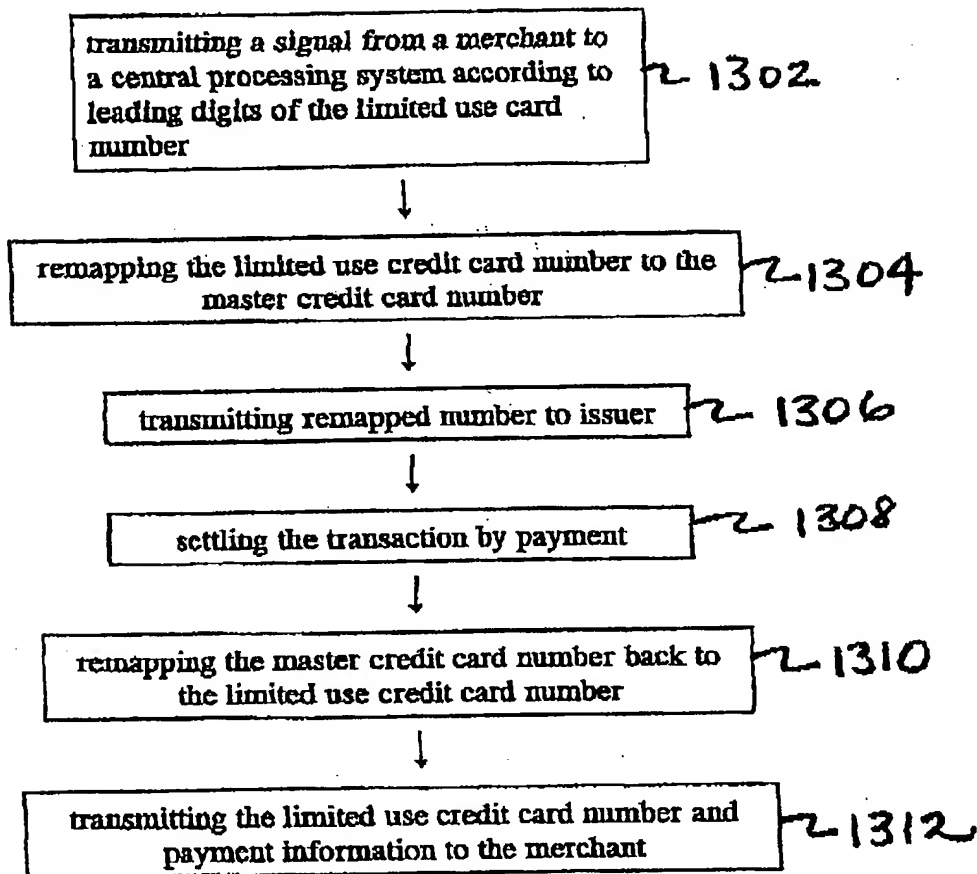 transmitting a signal from a merchant to
a central processing system according to
leading digits of the limited use card
number
1302
remapping the limited use credit card number to the
master credit card number
1304
transmitting remapped number to issuer
1306
settling the transaction by payment
1308
remapping the master credit card number back to
the limited use credit card number
1310
transmitting the limited use credit card number and
payment information to the merchant
1312